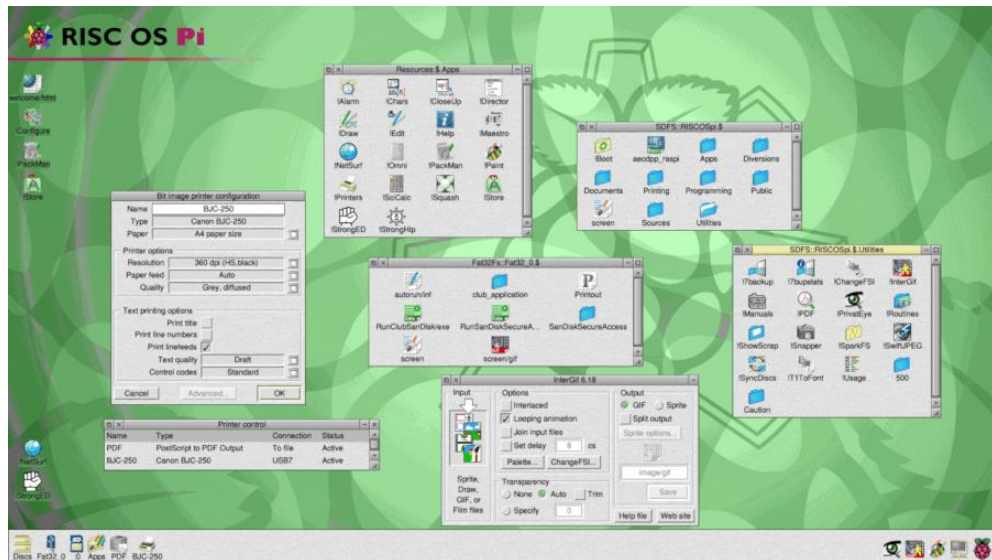 RISC OS Pi
welcome/html
!Configure
!PackMan
!Store
Resources:$.Apps
!Alarm !Chars !CloseUp !Director
!Draw !Edit !Help !Maestro
!NetSurf !Omni !PackMan !Paint
!Printers !SciCalc !Squash !Store
!StrongED !StrongHlp
SDFS::RISCOSpi.$
!Boot aecdpp_raspi Apps Diversions
Documents Printing Programming Public
screen Sources Utilities
Bit image printer configuration
Name BJC-250
Type Canon BJC-250
Paper A4 paper size
Printer options
Resolution 360 dpi (HS,black)
Paper feed Auto
Quality Grey, diffused
Text printing options
Print title
Print line numbers
Print linefeeds
Text quality Draft
Control codes Standard
Cancel Advanced... OK
Fat32Fs::Fat32_0.$
autorun/inf club_application Printout
RunClubSanDisk/exe RunSanDiskSecureA... SanDiskSecureAccess
screen screen/gif
SDFS::RISCOSpi.$.Utilities
!7backup !7bupstats !ChangeFSI !InterGif
!Manuals !PDF !PrivatEye !Routines
!ShowScrap !Snapper !SparkFS !SwiftJPEG
!SyncDiscs !T1ToFont !Usage 500
Caution
Printer control
Name Type Connection Status
PDF PostScript to PDF Output To file Active
BJC-250 Canon BJC-250 USB7 Active
InterGif 6.18
Input
Sprite,
Draw,
GIF, or
Film files
Options
Interlaced
Looping animation
Join input files
Set delay 8 cs
Palette... ChangeFSI...
Transparency
None Auto Trim
Specify 0
Output
GIF Sprite
Split output
Sprite options...
image/gif
Save
Help file Web site
!NetSurf
!StrongED
Discs Fat32_0 :0 Apps PDF BJC-250